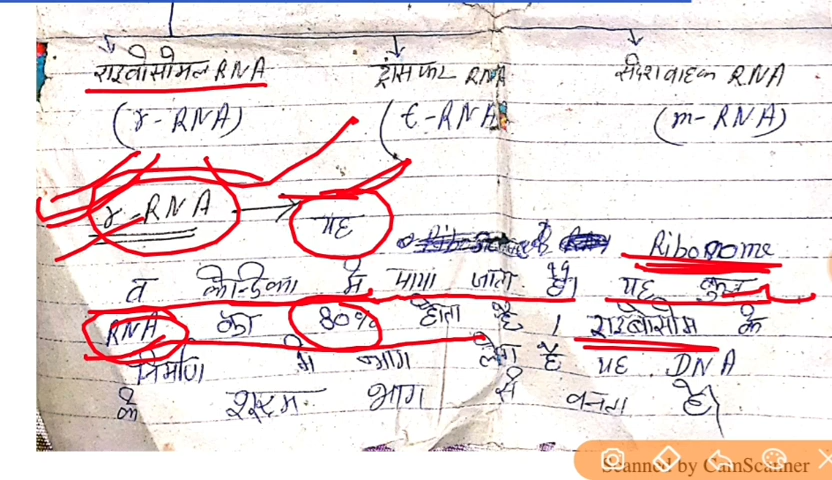 राइबोसोमल RNA ट्रांसफर RNA संदेशवाहक RNA
(r-RNA) (t-RNA) (m-RNA)
r-RNA → यह Ribosome
व केन्द्रिका में पाया जाता है। यह कुल
RNA का 80% होता है। राइबोसोम के
निर्माण में भाग लेता है यह DNA
के सूक्ष्म भाग से बनता है।
Scanned by CamScanner